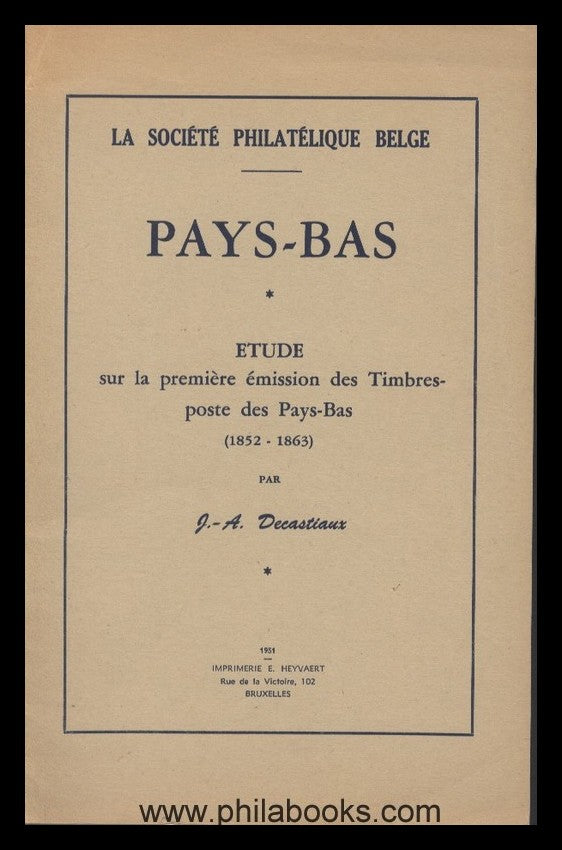 LA SOCIÉTÉ PHILATÉLIQUE BELGE
PAYS-BAS
ETUDE
sur la première émission des Timbres-
poste des Pays-Bas
(1852 - 1863)
PAR
J.-A. Decastiaux
1951
IMPRIMERIE E. HEYVAERT
Rue de la Victoire, 102
BRUXELLES
www.philabooks.com